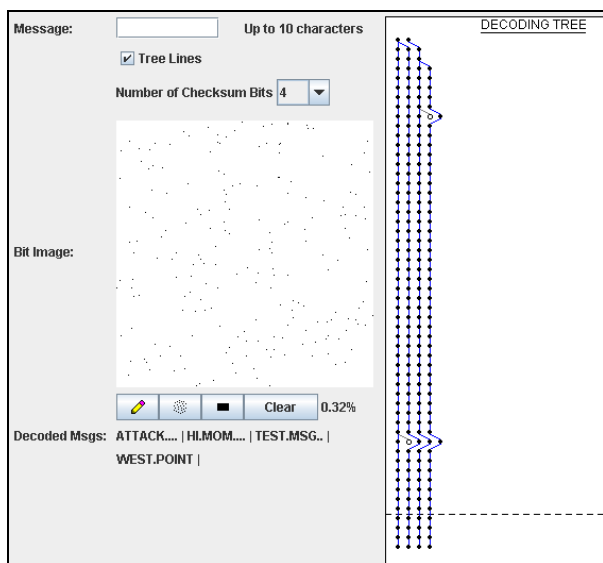 Message: Up to 10 characters
Tree Lines
Number of Checksum Bits 4
Bit Image:
Clear 0.32%
Decoded Msgs: ATTACK.... | HI.MOM.... | TEST.MSG.. |
WEST.POINT |
DECODING TREE